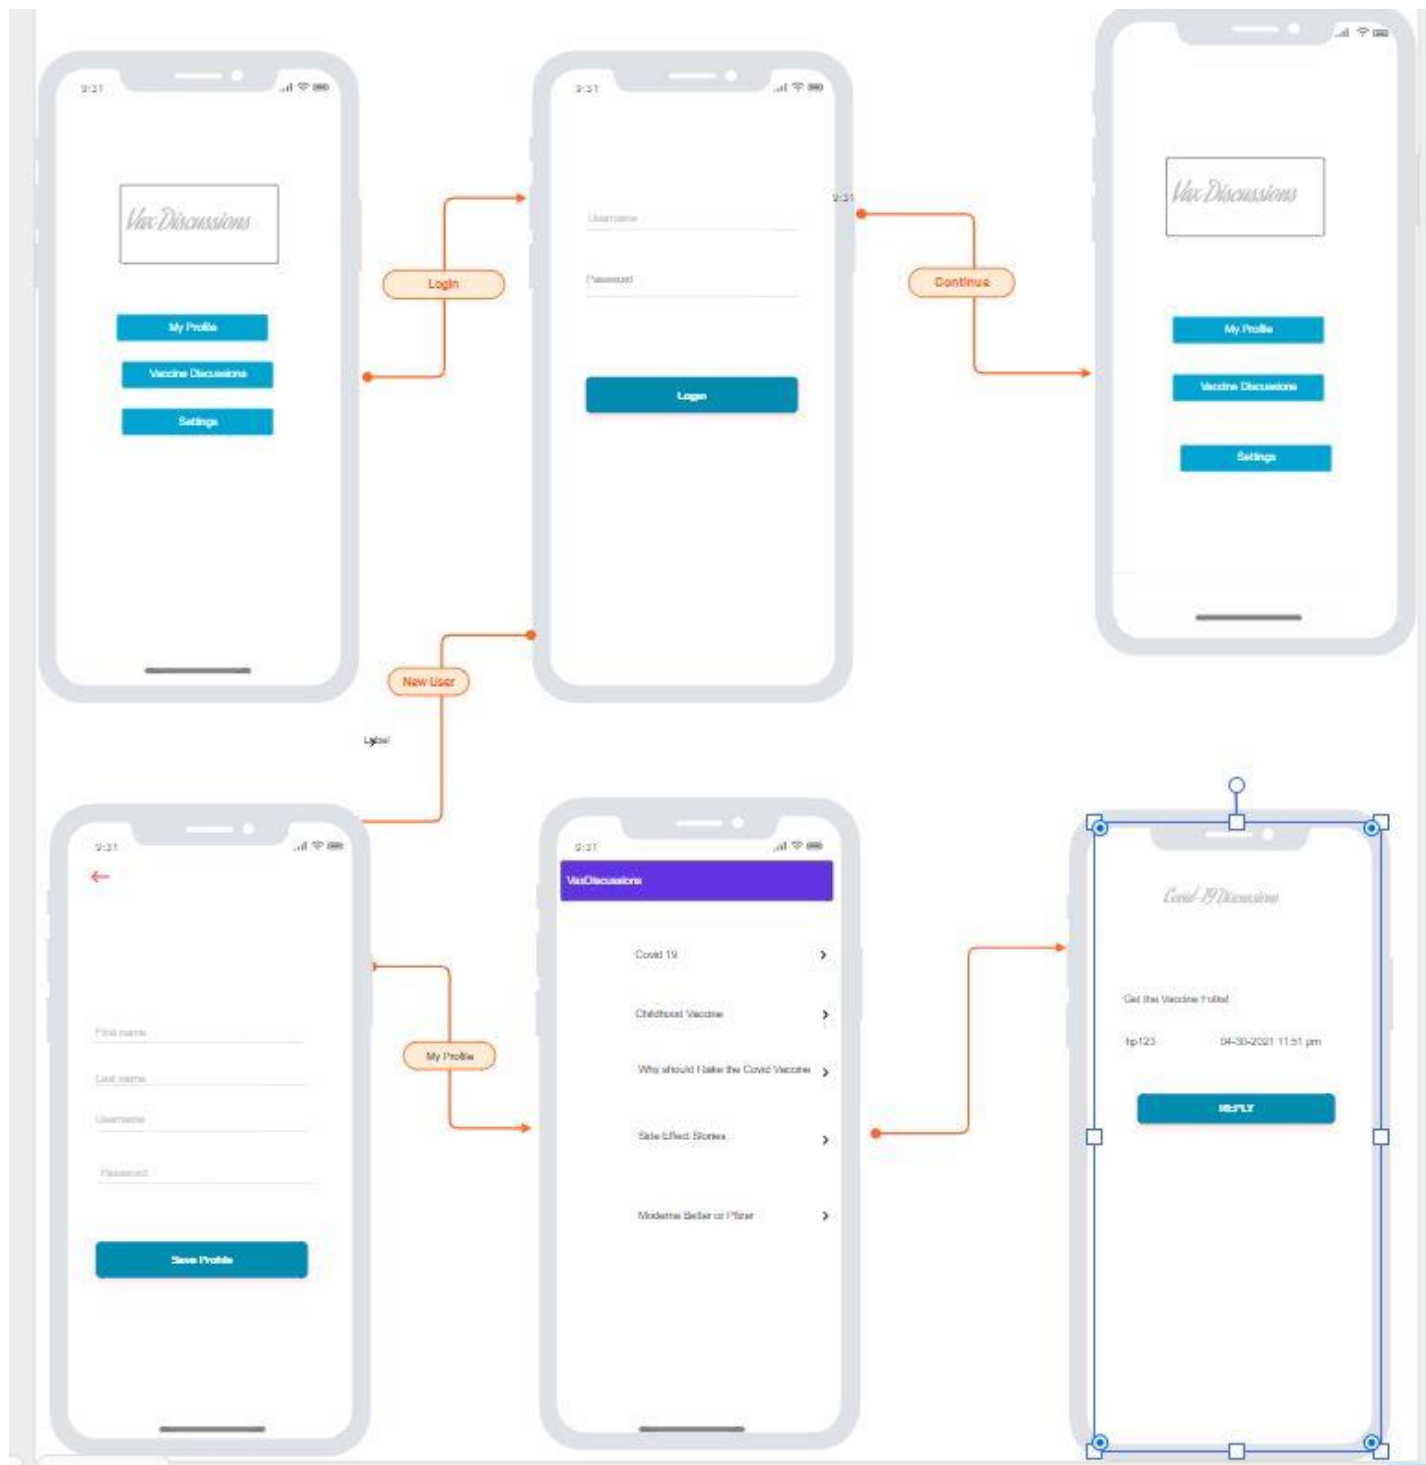 9:31
Vax-Discussions
My Profile
Vaccine Discussions
Settings
Login
9:31
Username
Password
Login
9:31
Continue
Vax-Discussions
My Profile
Vaccine Discussions
Settings
New User
Label
9:31
First name
Last name
Username
Password
Save Profile
My Profile
9:31
VaxDiscussions
Covid 19
Childhood Vaccine
Why should I take the Covid Vaccine
Side Effect Stories
Moderna Better or Pfizer
Covid-19 Discussions
Get the Vaccine Folks!
hp123 04-30-2021 11:51 pm
REPLY